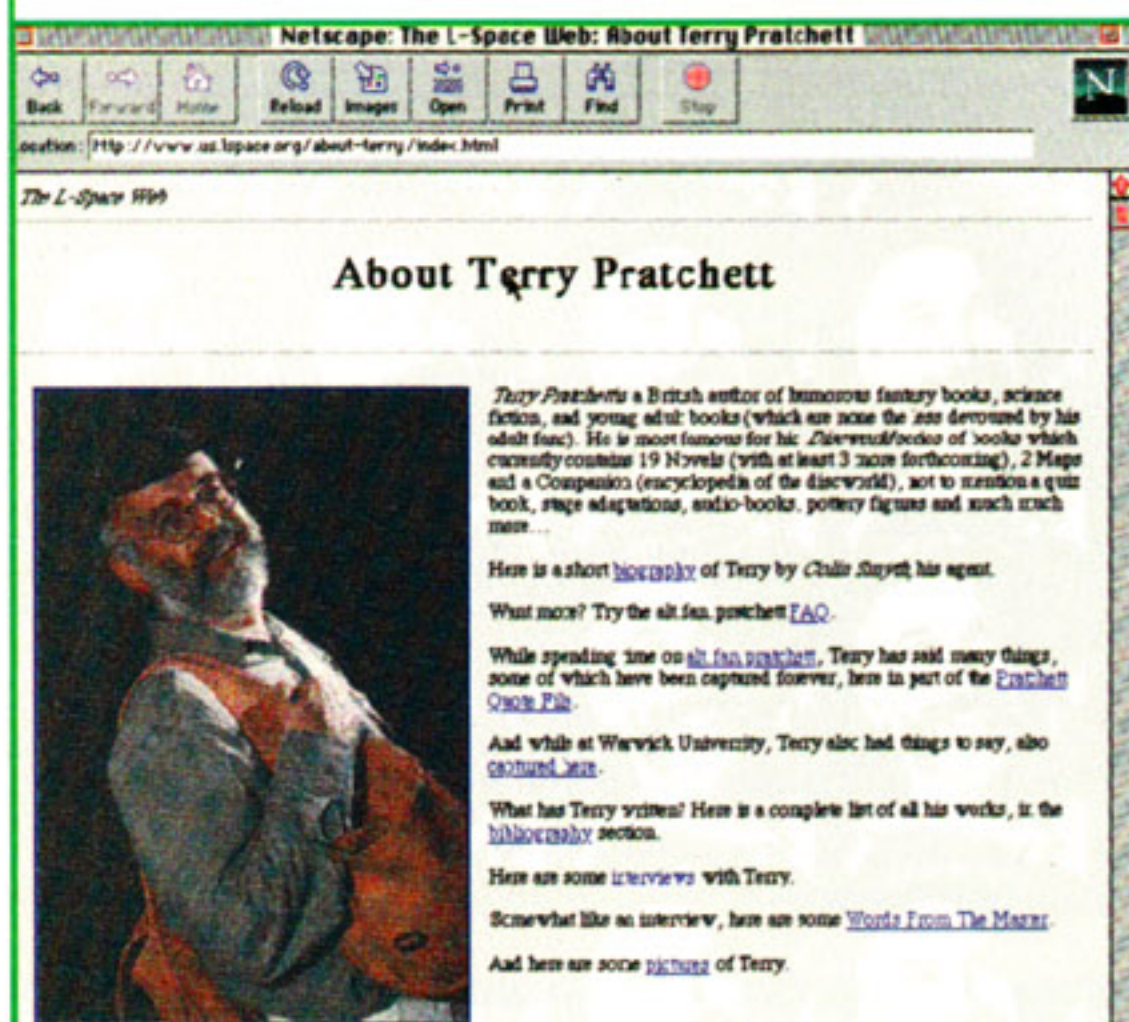 Netscape: The L-Space Web: About Terry Pratchett
Back Forward Home Reload Images Open Print Find Stop
N
Location: http://www.us.lspace.org/about-terry/index.html
The L-Space Web
About Terry Pratchett
Terry Pratchett is a British author of humorous fantasy books, science
fiction, and young adult books (which are none the less devoured by his
adult fans). He is most famous for his Discworld series of books which
currently contains 19 Novels (with at least 3 more forthcoming), 2 Maps
and a Companion (encyclopedia of the discworld), not to mention a quiz
book, stage adaptations, audio-books, pottery figures and much much
more...
Here is a short biography of Terry by Colin Smythe, his agent.
Want more? Try the alt.fan.pratchett FAQ.
While spending time on alt.fan.pratchett, Terry has said many things,
some of which have been captured forever, here in part of the Pratchett
Quote File.
And while at Warwick University, Terry also had things to say, also
captured here.
What has Terry written? Here is a complete list of all his works, in the
bibliography section.
Here are some interviews with Terry.
Somewhat like an interview, here are some Words From The Master.
And here are some pictures of Terry.